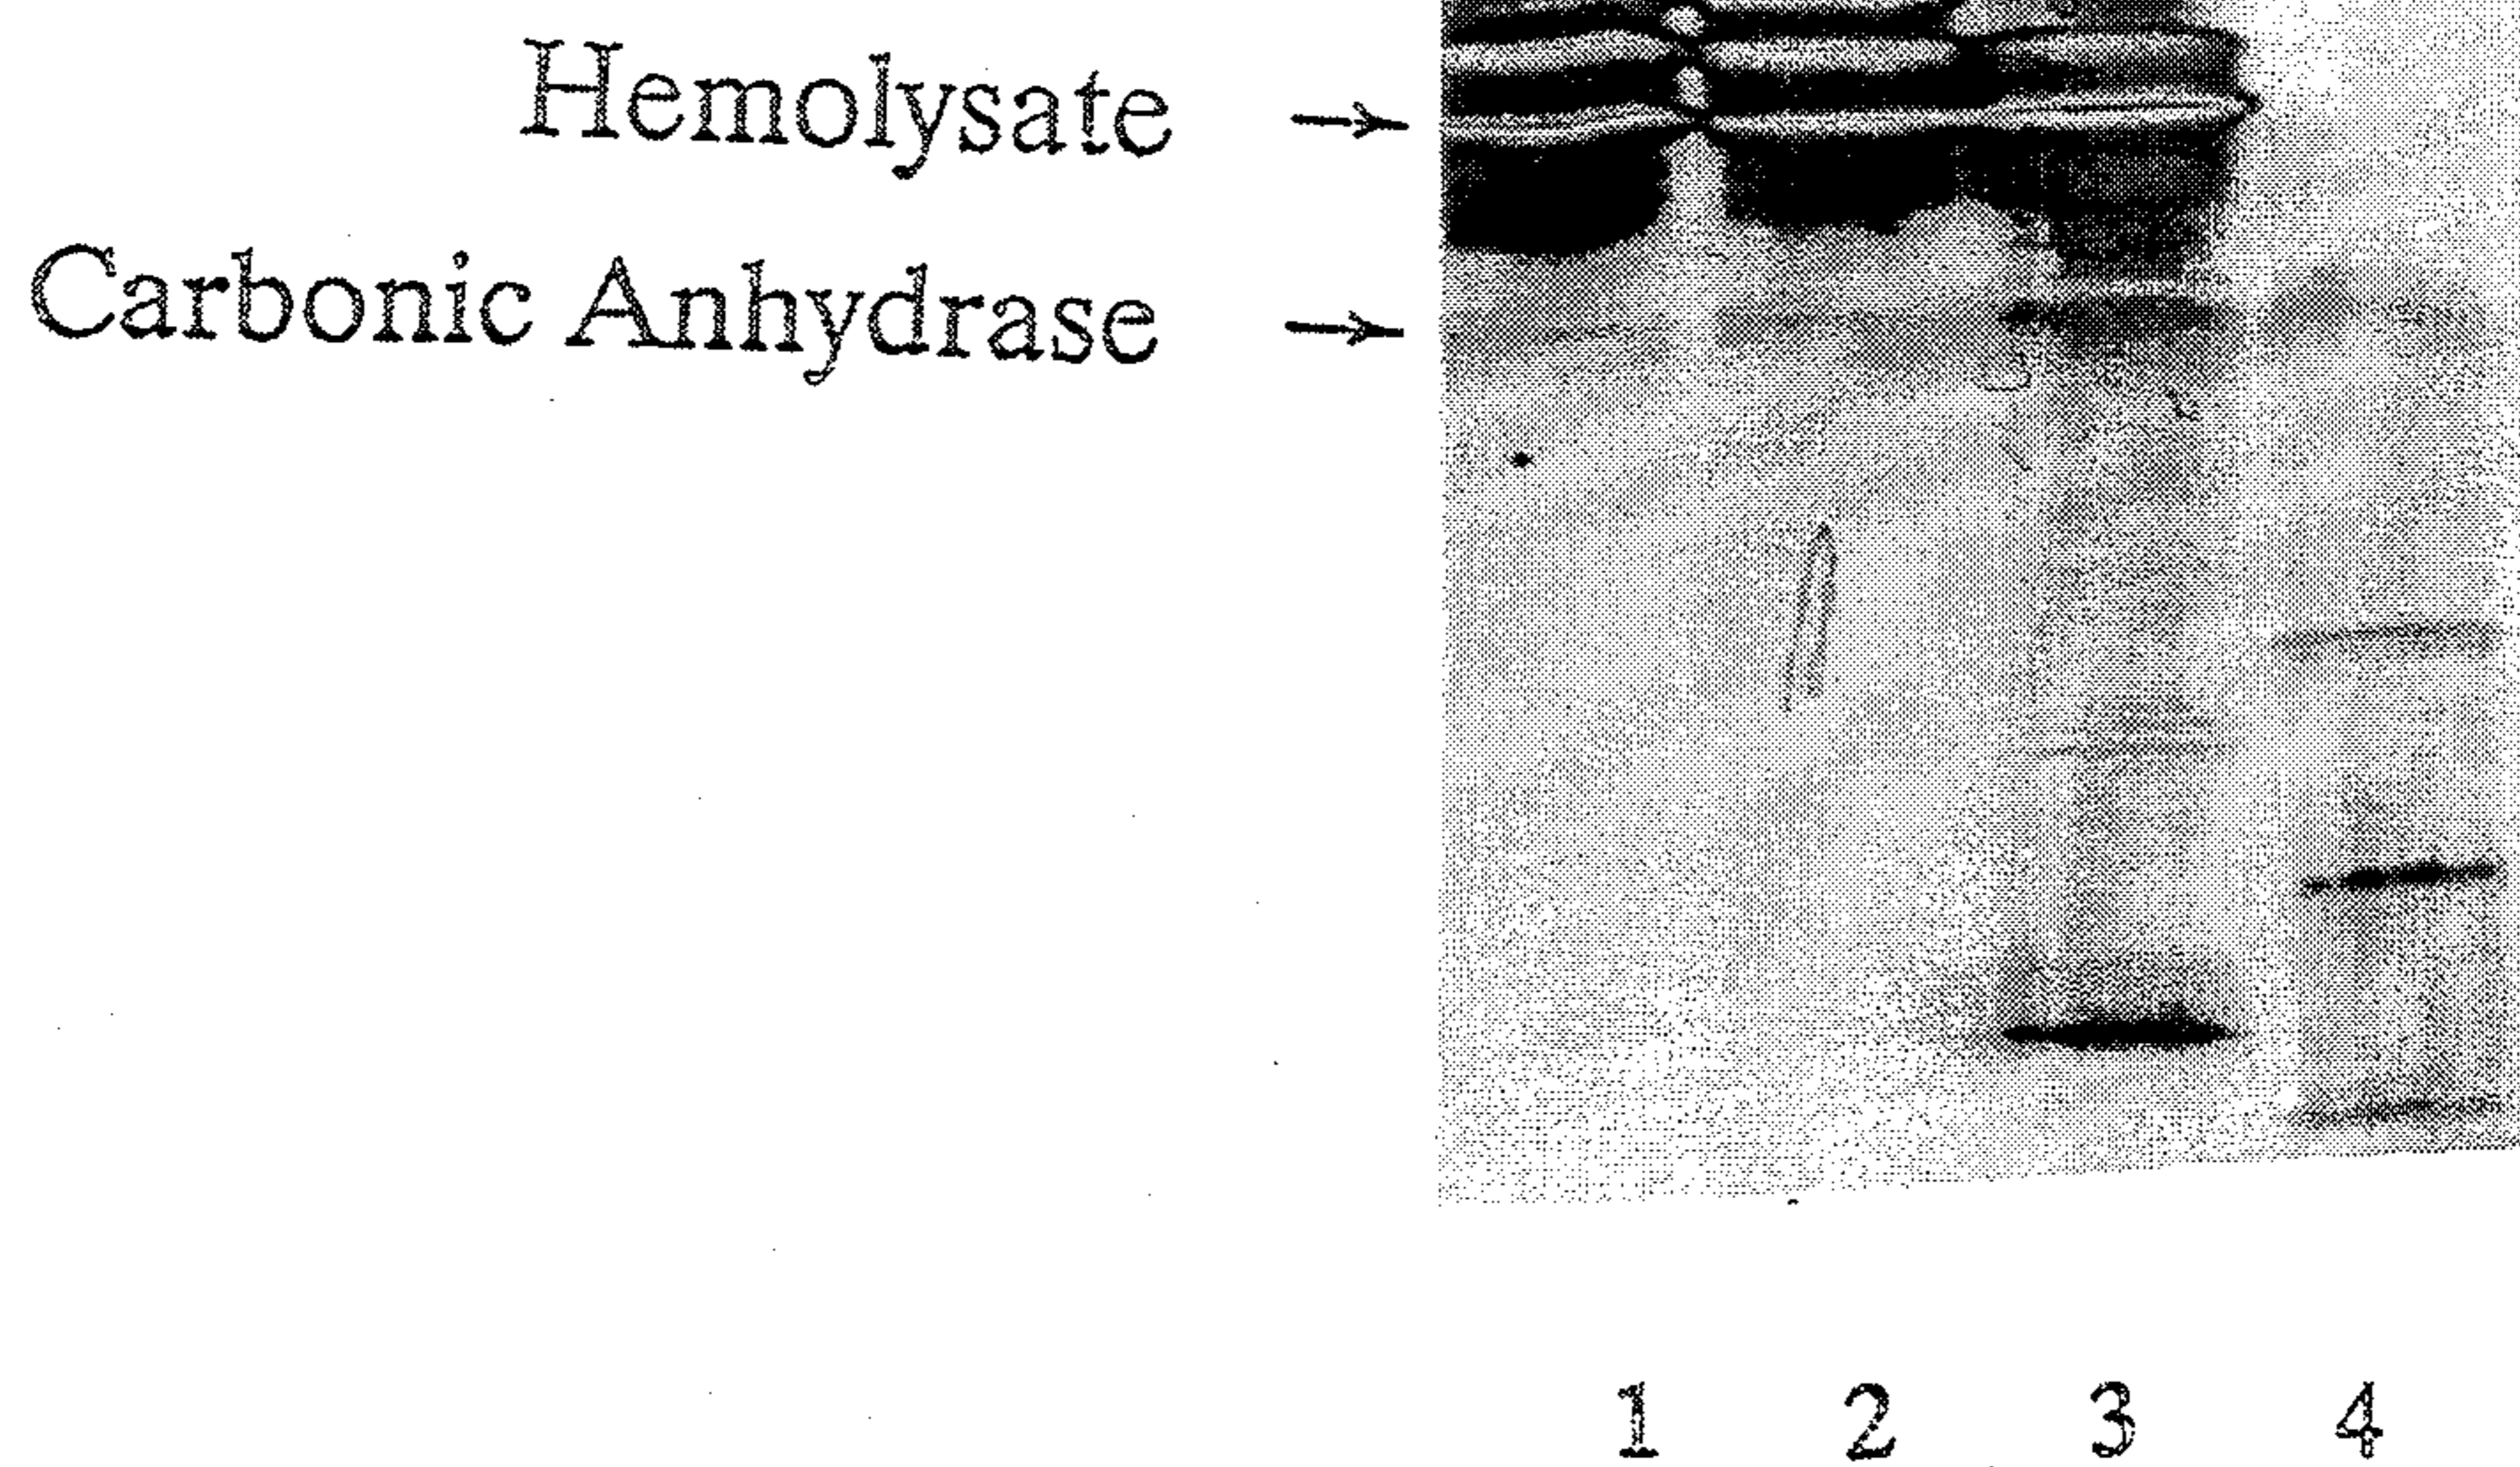 Hemolysate →
Carbonic Anhydrase →
1 2 3 4